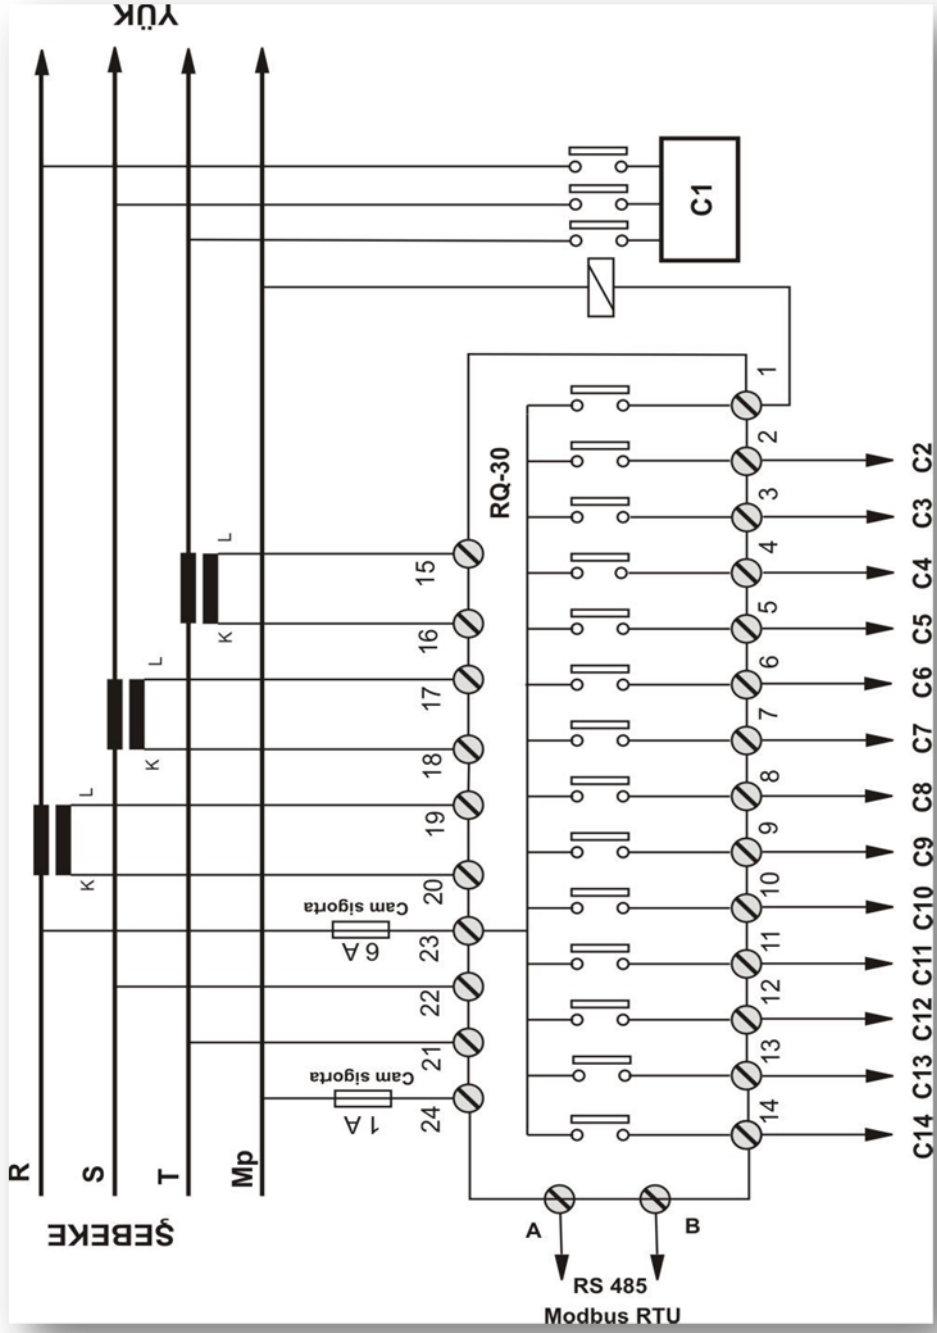 YÜK
C1
1
RQ-30
2
C2
3
C3
L
4
C4
15
5
C5
K
16
L
6
C6
17
7
C7
K
18
8
C8
L
19
9
C9
K
20
10
C10
Cam sigorta
6 A
23
11
C11
22
12
C12
21
13
C13
Cam sigorta
1 A
24
14
C14
R
S
T
Mp
ŞEBEKE
A
B
RS 485
Modbus RTU